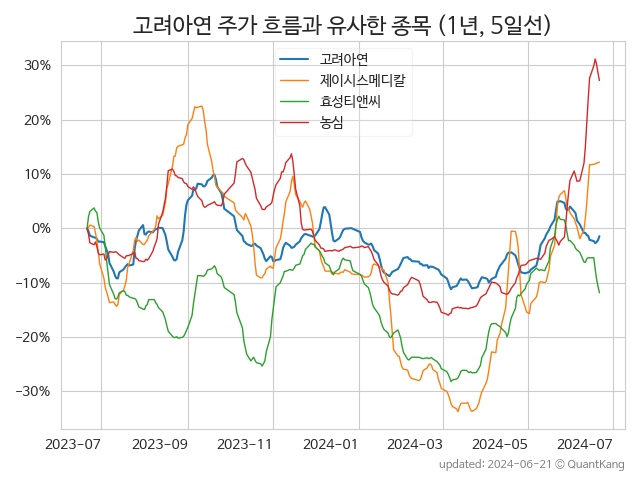 고려아연 주가 흐름과 유사한 종목 (1년, 5일선)
고려아연
제이시스메디칼
효성티앤씨
농심
30%
20%
10%
0%
−10%
−20%
−30%
2023-07 2023-09 2023-11 2024-01 2024-03 2024-05 2024-07
updated: 2024-06-21 © QuantKang